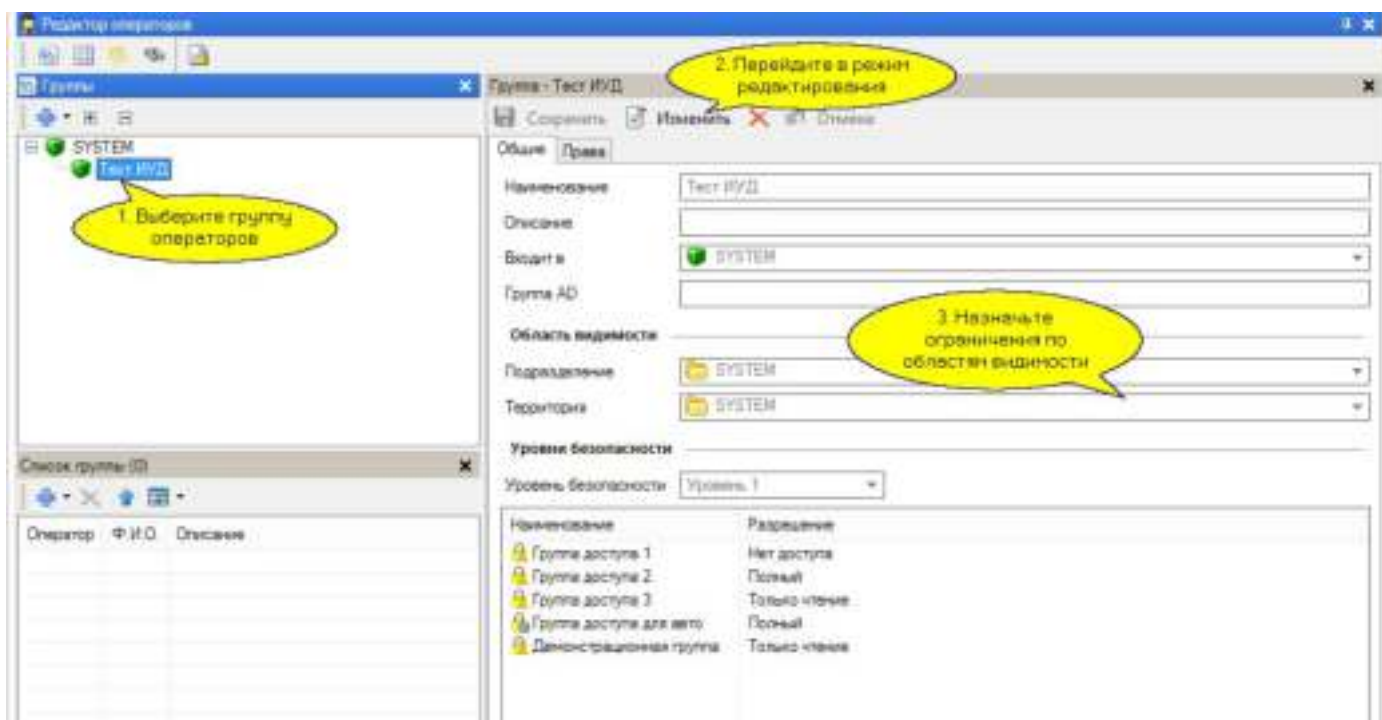 Редактор операторов
Группы
SYSTEM
Тест ИУД
1. Выберите группу
операторов
Список группы (0)
Оператор Ф.И.О. Описание
Группа - Тест ИУД
2. Перейдите в режим
редактирования
Сохранить Изменить Отмена
Общие Права
Наименование Тест ИУД
Описание
Входит в SYSTEM
Группа AD
3. Назначьте
ограничения по
областям видимости
Область видимости
Подразделение SYSTEM
Территория SYSTEM
Уровни безопасности
Уровень безопасности Уровень 1
Наименование Разрешение
Группа доступа 1 Нет доступа
Группа доступа 2 Полный
Группа доступа 3 Только чтение
Группа доступа для авто Полный
Демонстрационная группа Только чтение